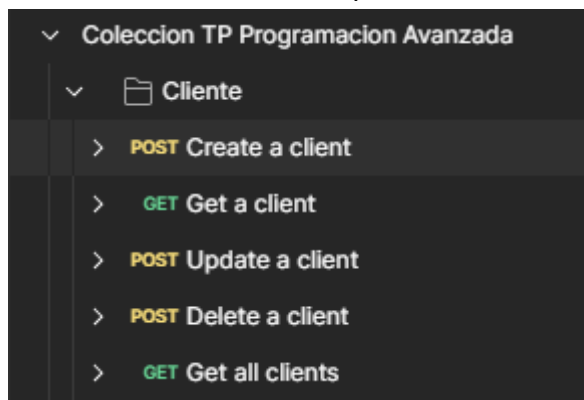 Coleccion TP Programacion Avanzada
Cliente
POST Create a client
GET Get a client
POST Update a client
POST Delete a client
GET Get all clients